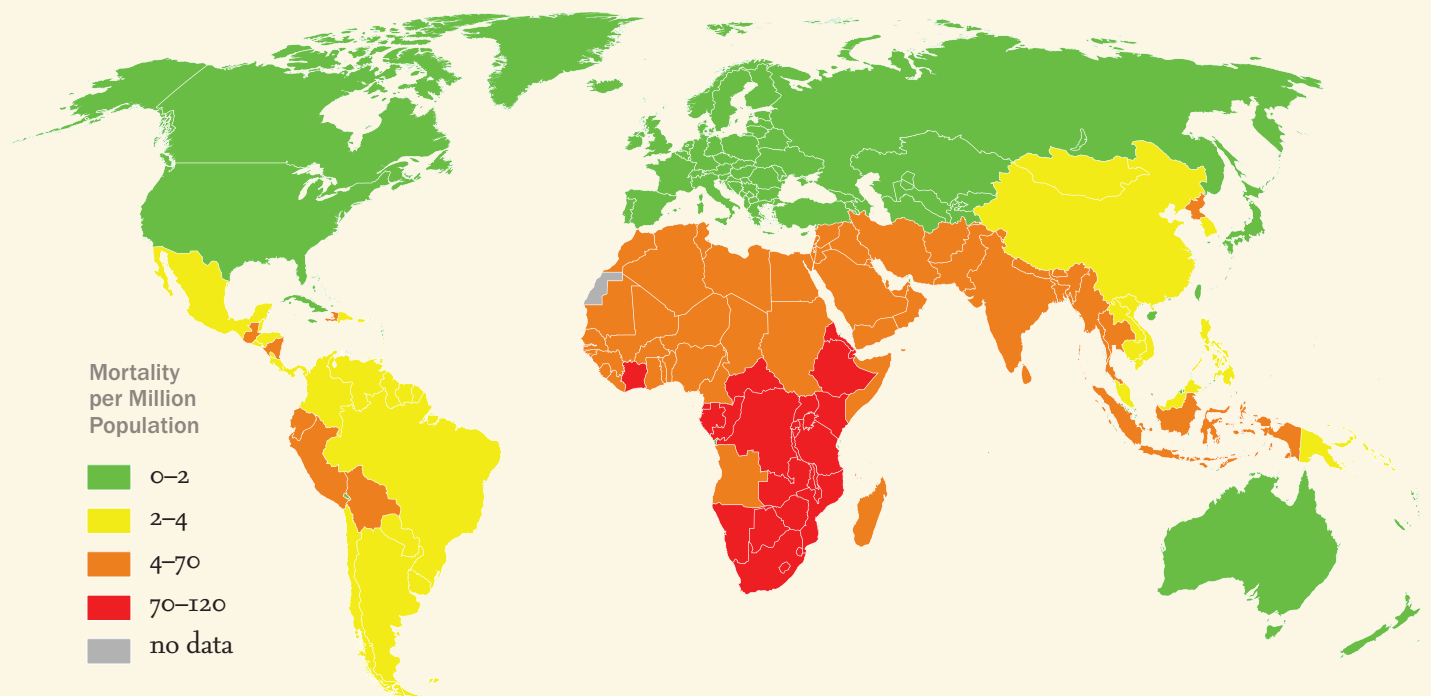 Mortality
per Million
Population
0–2
2–4
4–70
70–120
no data